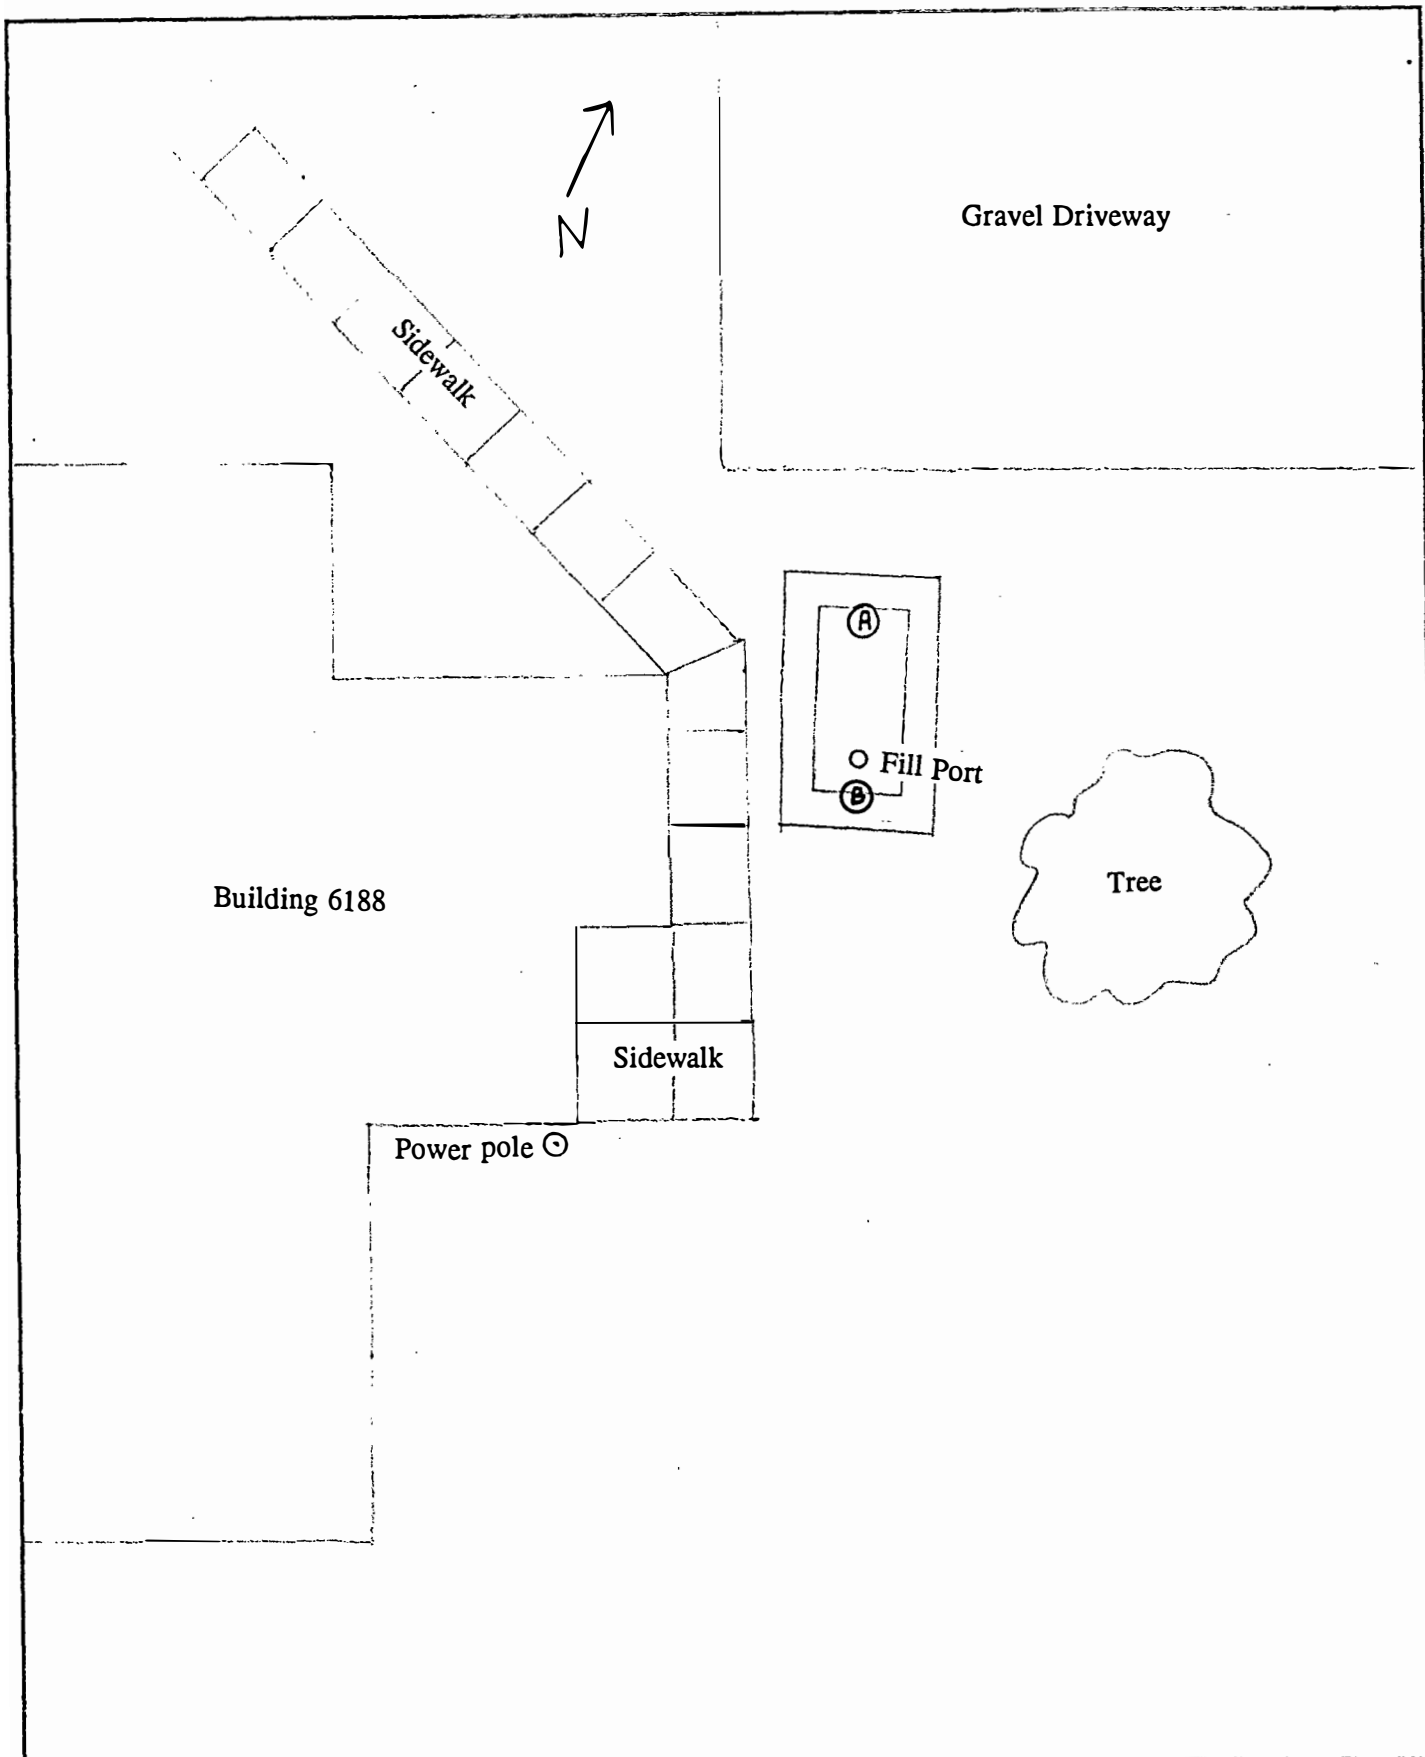 N
Gravel Driveway
Sidewalk
A
Fill Port
B
Tree
Building 6188
Sidewalk
Power pole